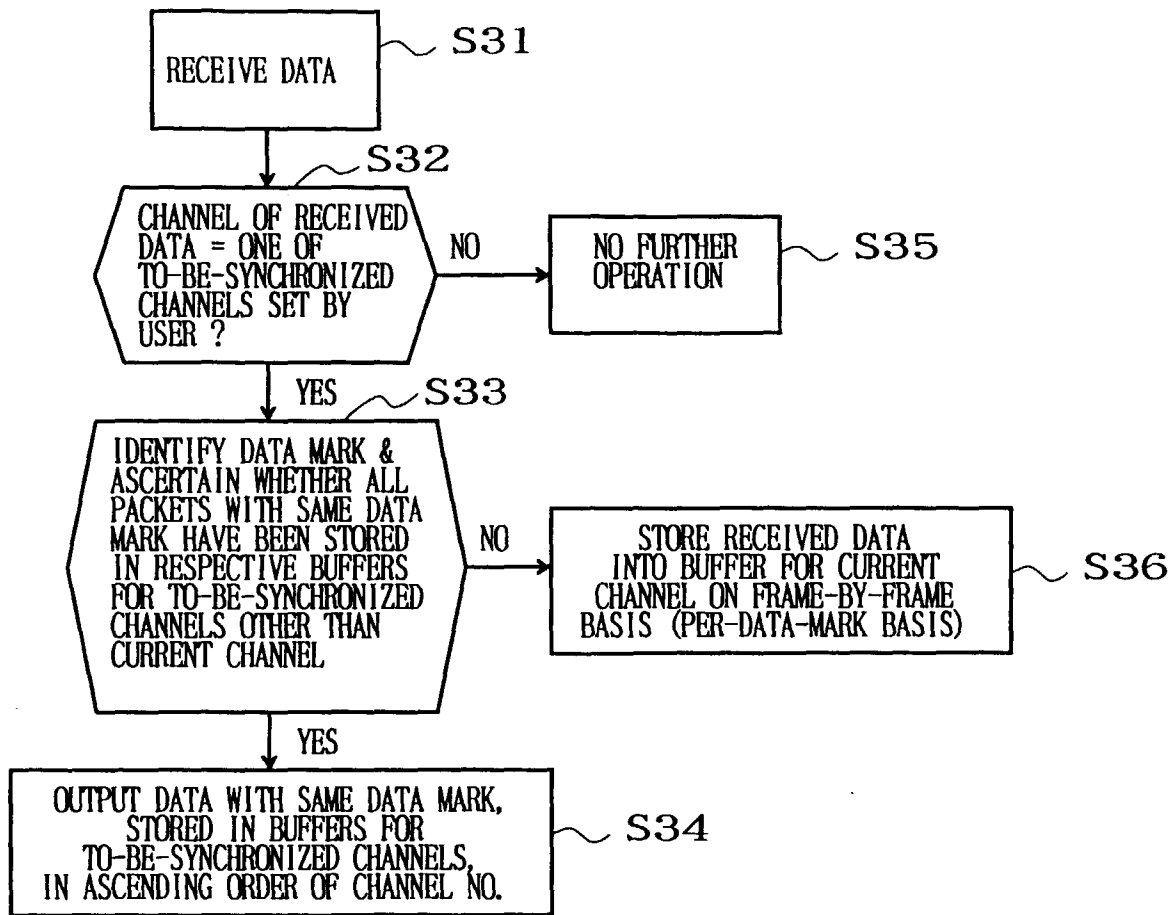 S31
RECEIVE DATA
S32
CHANNEL OF RECEIVED
DATA = ONE OF
TO-BE-SYNCHRONIZED
CHANNELS SET BY
USER ?
NO
NO FURTHER
OPERATION
S35
YES
S33
IDENTIFY DATA MARK &
ASCERTAIN WHETHER ALL
PACKETS WITH SAME DATA
MARK HAVE BEEN STORED
IN RESPECTIVE BUFFERS
FOR TO-BE-SYNCHRONIZED
CHANNELS OTHER THAN
CURRENT CHANNEL
NO
STORE RECEIVED DATA
INTO BUFFER FOR CURRENT
CHANNEL ON FRAME-BY-FRAME
BASIS (PER-DATA-MARK BASIS)
S36
YES
OUTPUT DATA WITH SAME DATA MARK,
STORED IN BUFFERS FOR
TO-BE-SYNCHRONIZED CHANNELS,
IN ASCENDING ORDER OF CHANNEL NO.
S34